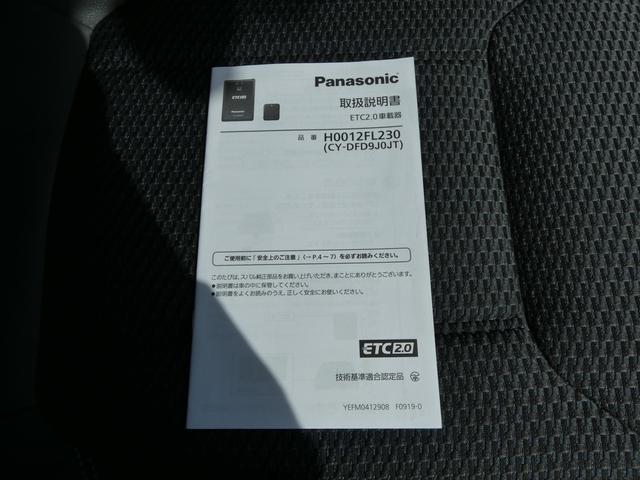 Panasonic
取扱説明書
ETC2.0車載器
品番 H0012FL230
(CY-DFD9J0JT)
ご使用前に「安全上のご注意」(→P.4～7)を必ずお読みください。
このたびは、スバル純正部品をお買い上げいただき、まことにありがとうございます。
●説明書は車の中に保管してください。
●説明書をよくお読みのうえ、正しく安全にお使いください。
ETC2.0
技術基準適合認定品
YEFM0412908 F0919-0